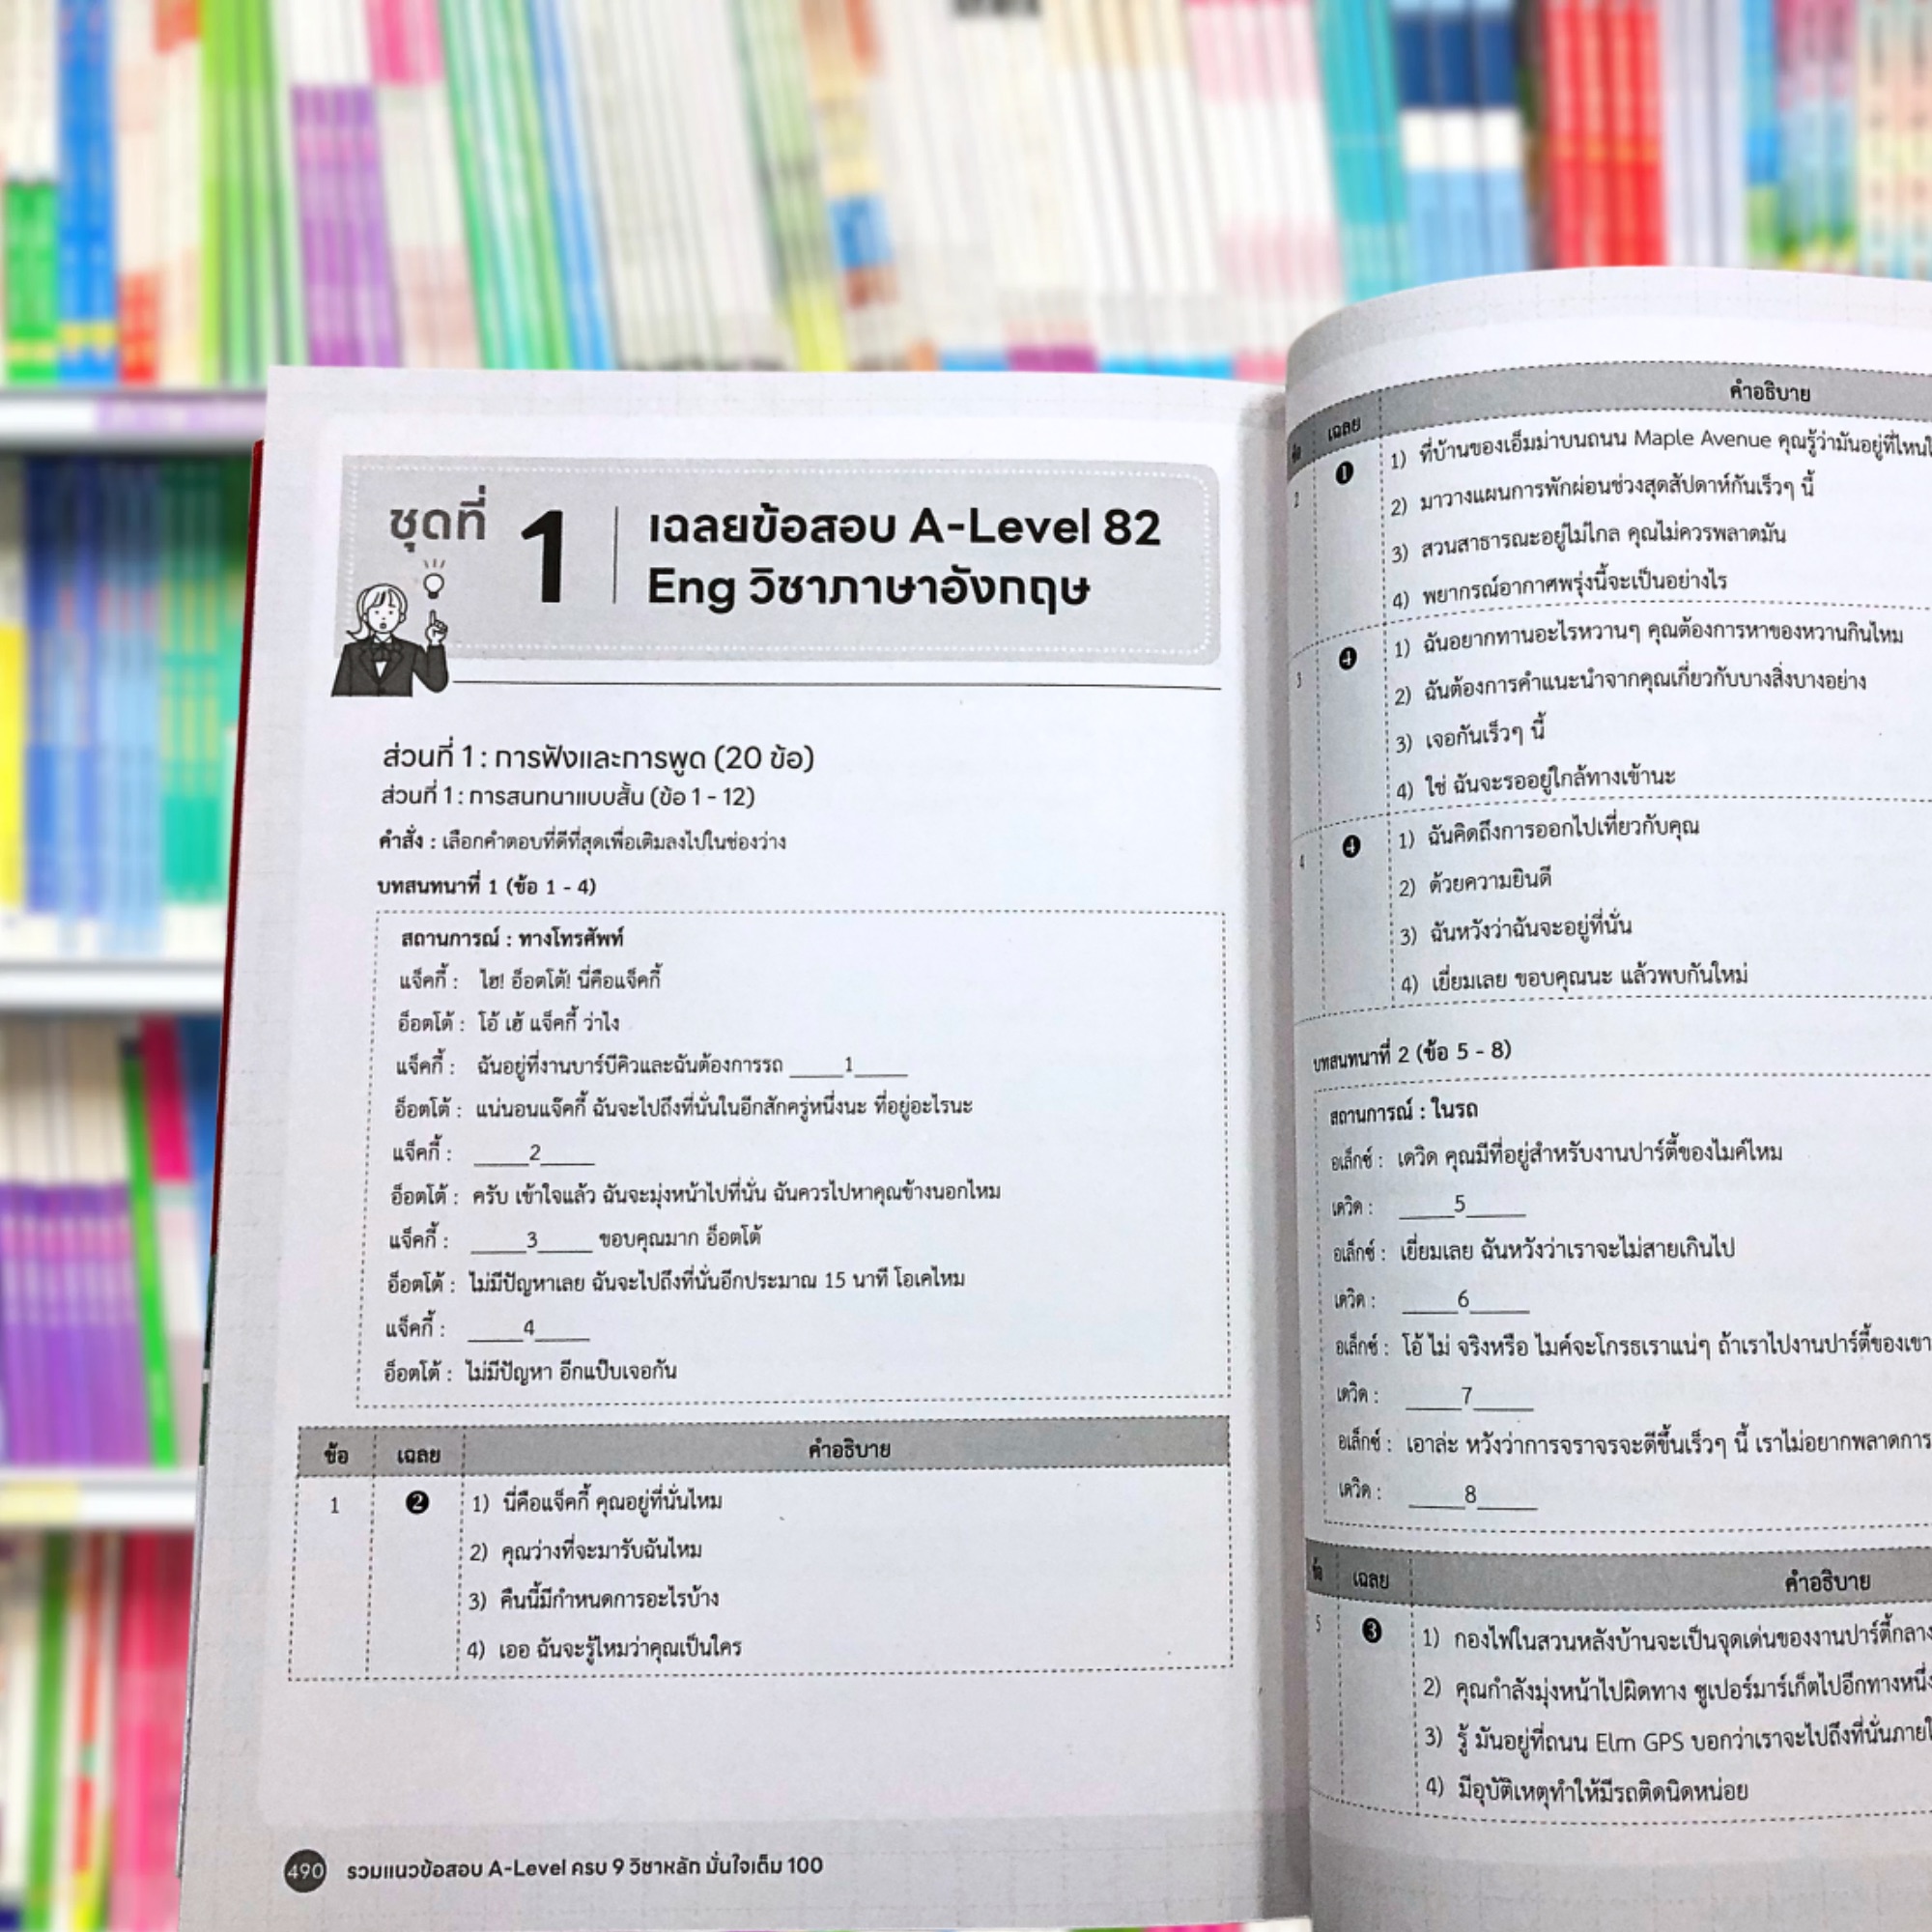 ชุดที่ 1
เฉลยข้อสอบ A-Level 82
Eng วิชาภาษาอังกฤษ
ส่วนที่ 1 : การฟังและการพูด (20 ข้อ)
ส่วนที่ 1 : การสนทนาแบบสั้น (ข้อ 1 - 12)
คำสั่ง : เลือกคำตอบที่ดีที่สุดเพื่อเติมลงไปในช่องว่าง
บทสนทนาที่ 1 (ข้อ 1 - 4)
สถานการณ์ : ทางโทรศัพท์
แจ็คกี้ : ไฮ! อ็อตโต้! นี่คือแจ็คกี้
อ็อตโต้ : โอ้ เฮ้ แจ็คกี้ ว่าไง
แจ็คกี้ : ฉันอยู่ที่งานบาร์บีคิวและฉันต้องการรถ _____1_____
อ็อตโต้ : แน่นอนแจ๊คกี้ ฉันจะไปถึงที่นั่นในอีกสักครู่หนึ่งนะ ที่อยู่อะไรนะ
แจ็คกี้ : _____2_____
อ็อตโต้ : ครับ เข้าใจแล้ว ฉันจะมุ่งหน้าไปที่นั่น ฉันควรไปหาคุณข้างนอกไหม
แจ็คกี้ : _____3_____ ขอบคุณมาก อ็อตโต้
อ็อตโต้ : ไม่มีปัญหาเลย ฉันจะไปถึงที่นั่นอีกประมาณ 15 นาที โอเคไหม
แจ็คกี้ : _____4_____
อ็อตโต้ : ไม่มีปัญหา อีกแป๊บเจอกัน
ข้อ เฉลย คำอธิบาย
1 ❷ 1) นี่คือแจ็คกี้ คุณอยู่ที่นั่นไหม
2) คุณว่างที่จะมารับฉันไหม
3) คืนนี้มีกำหนดการอะไรบ้าง
4) เออ ฉันจะรู้ไหมว่าคุณเป็นใคร
490 รวมแนวข้อสอบ A-Level ครบ 9 วิชาหลัก มั่นใจเต็ม 100
ข้อ เฉลย คำอธิบาย
2 ❶ 1) ที่บ้านของเอ็มม่าบนถนน Maple Avenue คุณรู้ว่ามันอยู่ที่ไหน
2) มาวางแผนการพักผ่อนช่วงสุดสัปดาห์กันเร็วๆ นี้
3) สวนสาธารณะอยู่ไม่ไกล คุณไม่ควรพลาดมัน
4) พยากรณ์อากาศพรุ่งนี้จะเป็นอย่างไร
3 ❹ 1) ฉันอยากทานอะไรหวานๆ คุณต้องการหาของหวานกินไหม
2) ฉันต้องการคำแนะนำจากคุณเกี่ยวกับบางสิ่งบางอย่าง
3) เจอกันเร็วๆ นี้
4) ใช่ ฉันจะรออยู่ใกล้ทางเข้านะ
4 ❹ 1) ฉันคิดถึงการออกไปเที่ยวกับคุณ
2) ด้วยความยินดี
3) ฉันหวังว่าฉันจะอยู่ที่นั่น
4) เยี่ยมเลย ขอบคุณนะ แล้วพบกันใหม่
บทสนทนาที่ 2 (ข้อ 5 - 8)
สถานการณ์ : ในรถ
อเล็กซ์ : เดวิด คุณมีที่อยู่สำหรับงานปาร์ตี้ของไมค์ไหม
เดวิด : _____5_____
อเล็กซ์ : เยี่ยมเลย ฉันหวังว่าเราจะไม่สายเกินไป
เดวิด : _____6_____
อเล็กซ์ : โอ้ ไม่ จริงหรือ ไมค์จะโกรธเราแน่ๆ ถ้าเราไปงานปาร์ตี้ของเขา
เดวิด : _____7_____
อเล็กซ์ : เอาล่ะ หวังว่าการจราจรจะดีขึ้นเร็วๆ นี้ เราไม่อยากพลาดการ
เดวิด : _____8_____
ข้อ เฉลย คำอธิบาย
5 ❸ 1) กองไฟในสวนหลังบ้านจะเป็นจุดเด่นของงานปาร์ตี้กลาง
2) คุณกำลังมุ่งหน้าไปผิดทาง ซูเปอร์มาร์เก็ตไปอีกทางหนึ่ง
3) รู้ มันอยู่ที่ถนน Elm GPS บอกว่าเราจะไปถึงที่นั่นภายใ
4) มีอุบัติเหตุทำให้มีรถติดนิดหน่อย